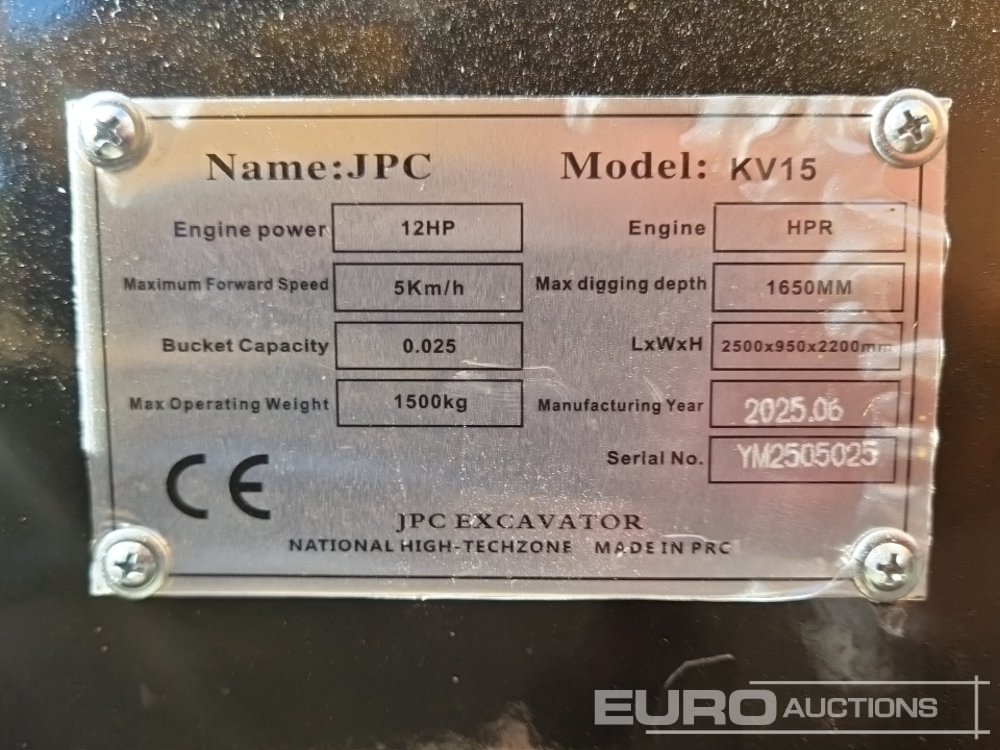 Name:JPC Model: KV15
Engine power 12HP Engine HPR
Maximum Forward Speed 5Km/h Max digging depth 1650MM
Bucket Capacity 0.025 LxWxH 2500x950x2200mm
Max Operating Weight 1500kg Manufacturing Year 2025.06
Serial No. YM2505025
CE
JPC EXCAVATOR
NATIONAL HIGH-TECHZONE MADE IN PRC
EURO AUCTIONS